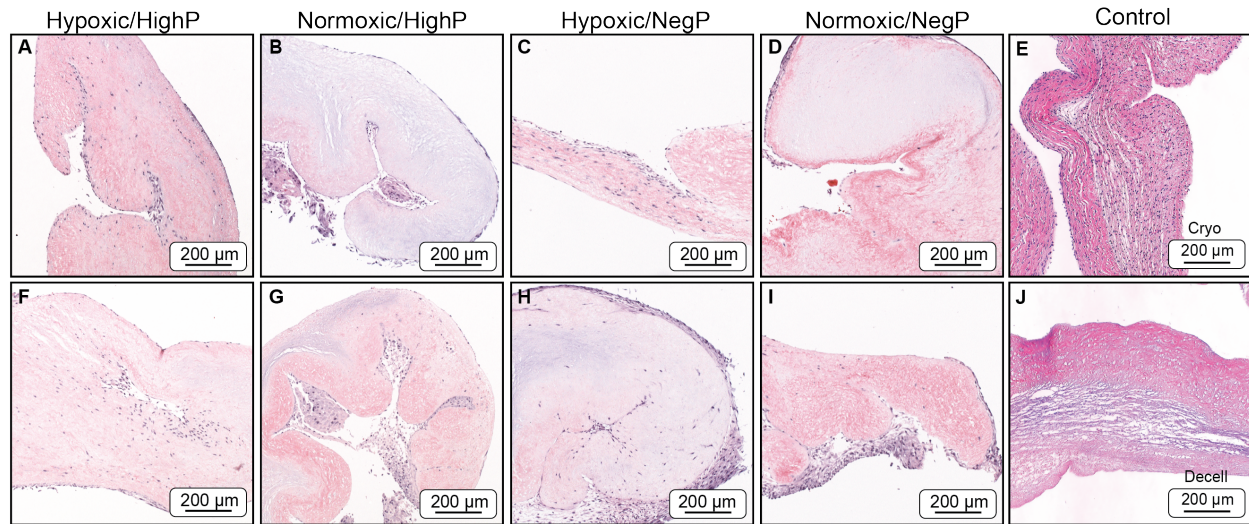 Hypoxic/HighP Normoxic/HighP Hypoxic/NegP Normoxic/NegP Control
A B C D E
Cryo
200 µm 200 µm 200 µm 200 µm 200 µm
F G H I J
Decell
200 µm 200 µm 200 µm 200 µm 200 µm